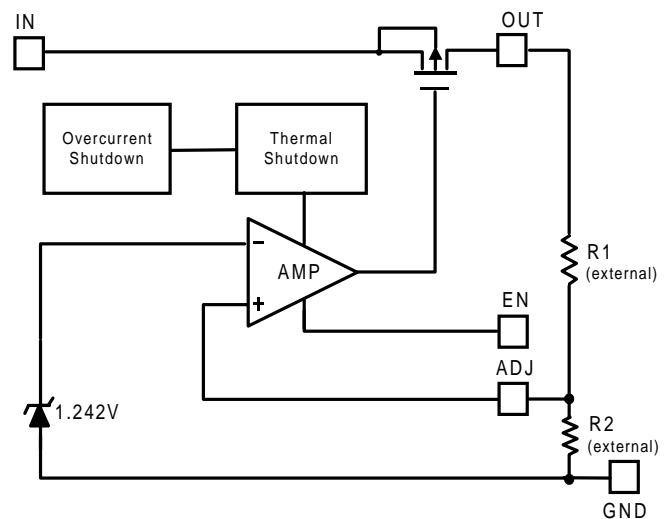 IN
OUT
Overcurrent
Shutdown
Thermal
Shutdown
−
AMP
+
R1
(external)
EN
ADJ
1.242V
R2
(external)
GND